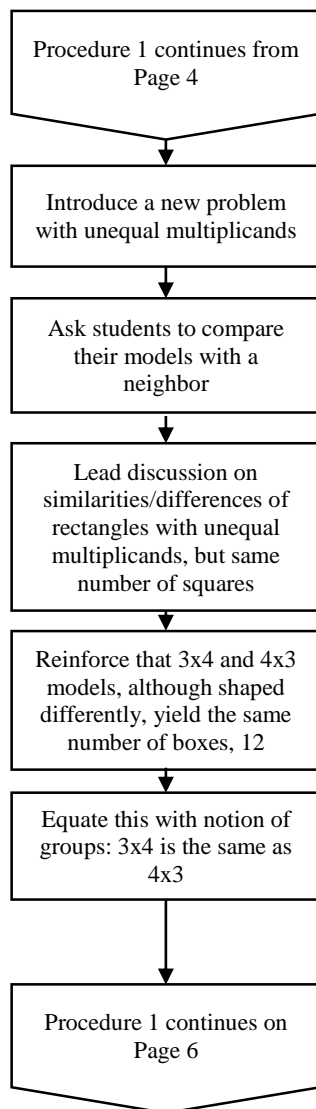 Procedure 1 continues from
Page 4
Introduce a new problem
with unequal multiplicands
Ask students to compare
their models with a
neighbor
Lead discussion on
similarities/differences of
rectangles with unequal
multiplicands, but same
number of squares
Reinforce that 3x4 and 4x3
models, although shaped
differently, yield the same
number of boxes, 12
Equate this with notion of
groups: 3x4 is the same as
4x3
Procedure 1 continues on
Page 6